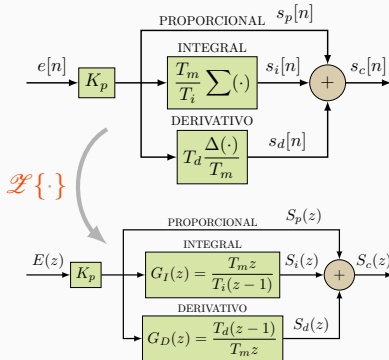 PROPORCIONAL s_p[n]
INTEGRAL
e[n] K_p T_m/T_i ∑(·) s_i[n] + s_c[n]
DERIVATIVO
T_d Δ(·)/T_m s_d[n]
𝒵{·}
PROPORCIONAL S_p(z)
INTEGRAL
E(z) K_p G_I(z) = T_m z/T_i(z−1) S_i(z) + S_c(z)
DERIVATIVO
G_D(z) = T_d(z−1)/T_m z S_d(z)